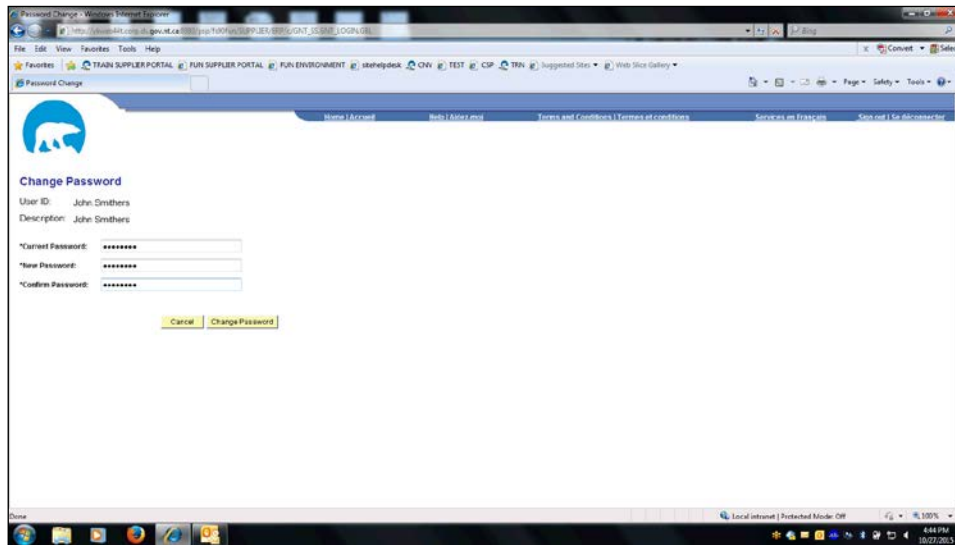 Password Change - Windows Internet Explorer
Bing
File Edit View Favorites Tools Help
Convert Select
Favorites TRAIN SUPPLIER PORTAL FUN SUPPLIER PORTAL FUN ENVIRONMENT sitehelpdesk CNV TEST CSP TRN Suggested Sites Web Slice Gallery
Password Change
Page Safety Tools
Home | Accueil Help | Aidez moi Terms and Conditions | Termes et conditions Services en Français Sign out | Se déconnecter
Change Password
User ID: John Smithers
Description: John Smithers
*Current Password: ••••••••
*New Password: ••••••••
*Confirm Password: ••••••••
Cancel Change Password
Done
Local intranet | Protected Mode: Off
100%
4:44 PM
10/27/2015